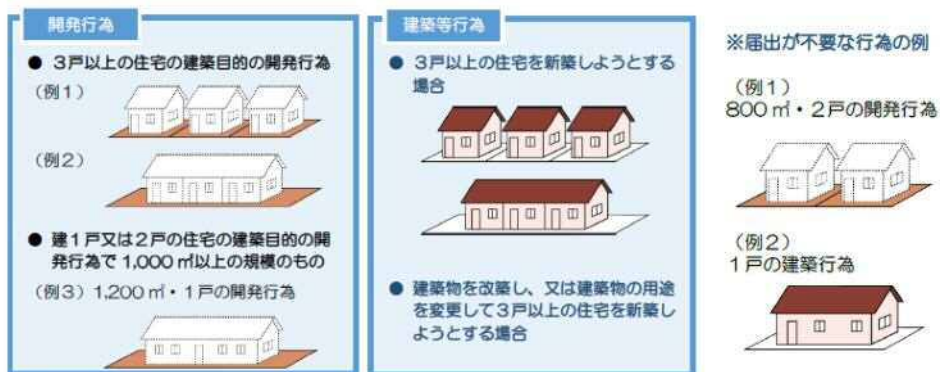 開発行為
● 3戸以上の住宅の建築目的の開発行為
(例1)
(例2)
● 建1戸又は2戸の住宅の建築目的の開
発行為で1,000㎡以上の規模のもの
(例3)1,200㎡・1戸の開発行為
建築等行為
● 3戸以上の住宅を新築しようとする
場合
● 建築物を改築し、又は建築物の用途
を変更して3戸以上の住宅を新築し
ようとする場合
※届出が不要な行為の例
(例1)
800㎡・2戸の開発行為
(例2)
1戸の建築行為